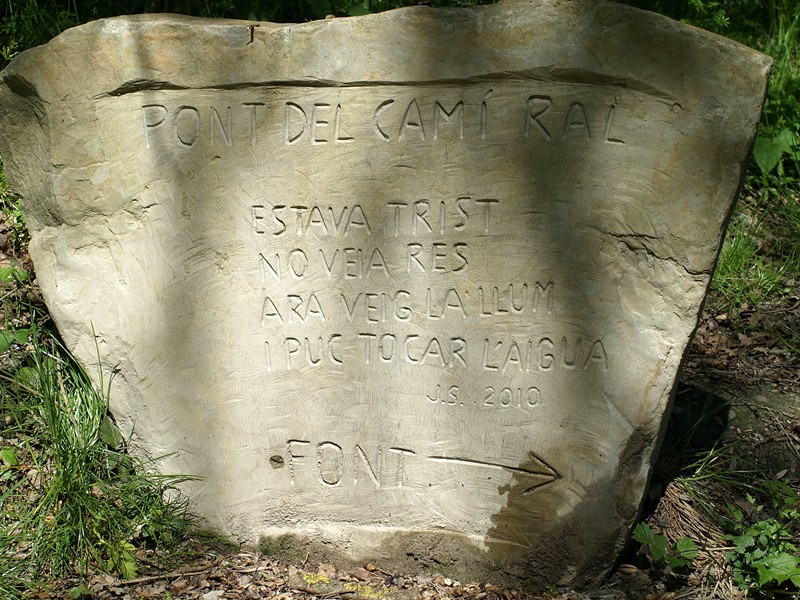 PONT DEL CAMÍ RAL
ESTAVA TRIST
NO VEIA RES
ARA VEIG LA LLUM
I PUC TOCAR L'AIGUA
J.S. 2010
FONT